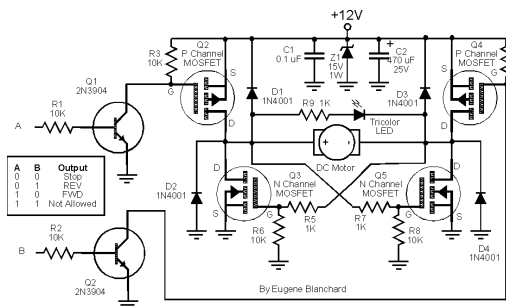 +12V
R3
10K
Q2
P Channel
MOSFET
C1
0.1 uF
Z1
15V
1W
C2
470 uF
25V
Q4
P Channel
MOSFET
S
G
D
S
G
D
Q1
2N3904
D1
1N4001
R9 1K
D3
1N4001
Tricolor
LED
R1
10K
A
DC Motor
A B Output
0 0 Stop
0 1 REV
1 0 FWD
1 1 Not Allowed
D2
1N4001
D
G
S
Q3
N Channel
MOSFET
Q5
N Channel
MOSFET
D
G
S
R6
10K
R5
1K
R7
1K
R8
10K
D4
1N4001
R2
10K
B
Q2
2N3904
By Eugene Blanchard